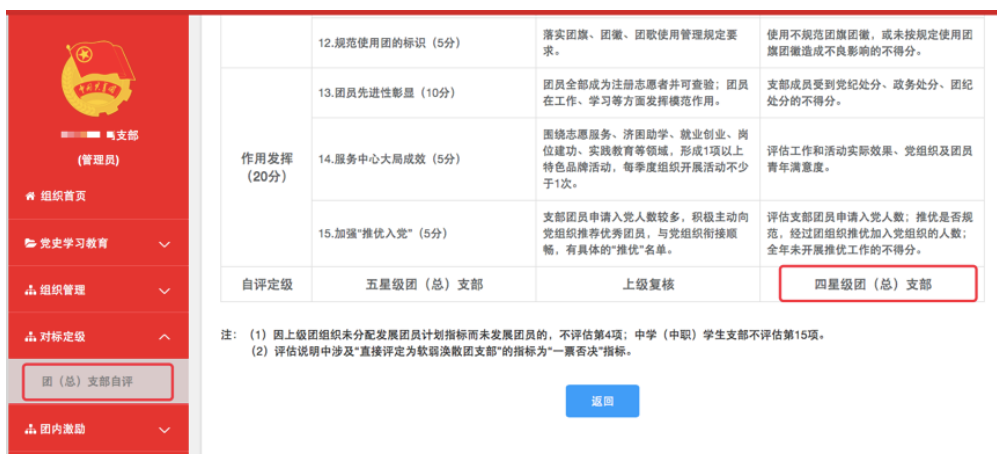 中国共青团
支部
(管理员)
组织首页
党史学习教育
组织管理
对标定级
团（总）支部自评
团内激励
12.规范使用团的标识（5分）
落实团旗、团徽、团歌使用管理规定要
求。
使用不规范团旗团徽，或未按规定使用团
旗团徽造成不良影响的不得分。
作用发挥
（20分）
13.团员先进性彰显（10分）
团员全部成为注册志愿者并可查验；团员
在工作、学习等方面发挥模范作用。
支部成员受到党纪处分、政务处分、团纪
处分的不得分。
14.服务中心大局成效（5分）
围绕志愿服务、济困助学、就业创业、岗
位建功、实践教育等领域，形成1项以上
特色品牌活动，每季度组织开展活动不少
于1次。
评估工作和活动实际效果、党组织及团员
青年满意度。
15.加强“推优入党”（5分）
支部团员申请入党人数较多，积极主动向
党组织推荐优秀团员，与党组织衔接顺
畅，有具体的“推优”名单。
评估支部团员申请入党人数；推优是否规
范，经过团组织推优加入党组织的人数；
全年未开展推优工作的不得分。
自评定级
五星级团（总）支部
上级复核
四星级团（总）支部
注：（1）因上级团组织未分配发展团员计划指标而未发展团员的，不评估第4项；中学（中职）学生支部不评估第15项。
（2）评估说明中涉及“直接评定为软弱涣散团支部”的指标为“一票否决”指标。
返回